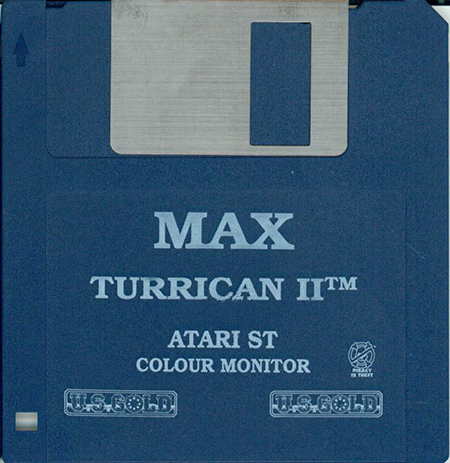 MAX
TURRICAN II™
ATARI ST
COLOUR MONITOR
PIRACY
IS THEFT
U.S. GOLD U.S. GOLD